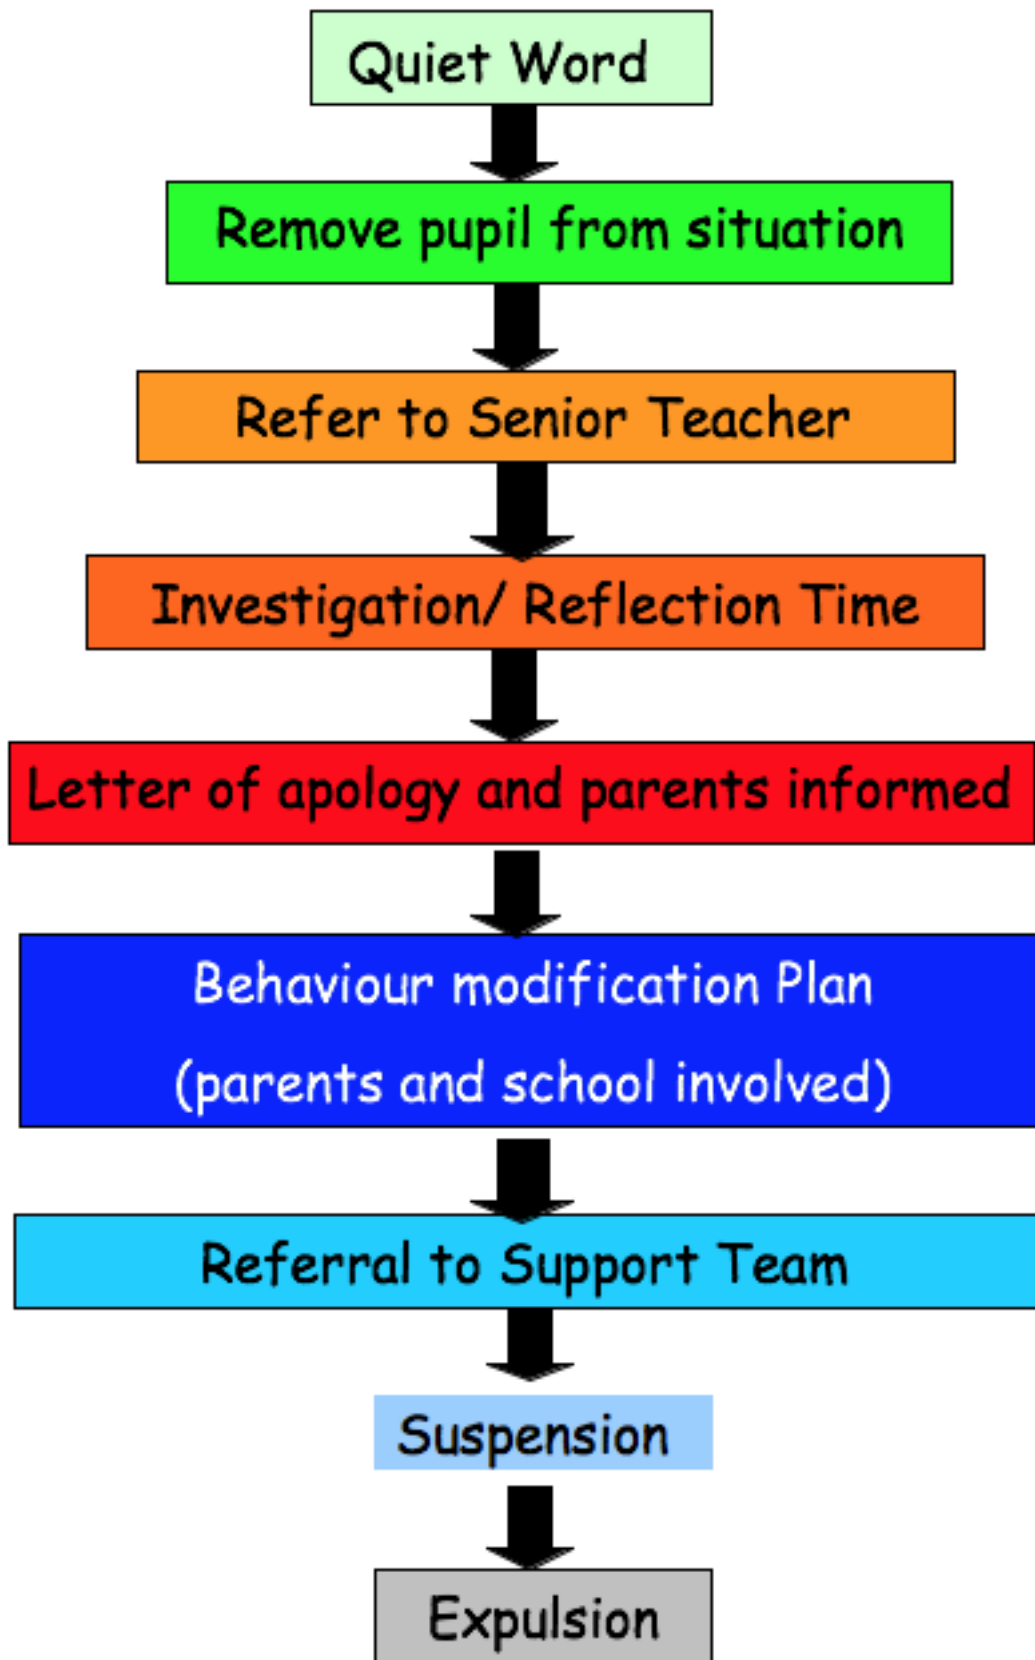 Quiet Word
Remove pupil from situation
Refer to Senior Teacher
Investigation/ Reflection Time
Letter of apology and parents informed
Behaviour modification Plan
(parents and school involved)
Referral to Support Team
Suspension
Expulsion